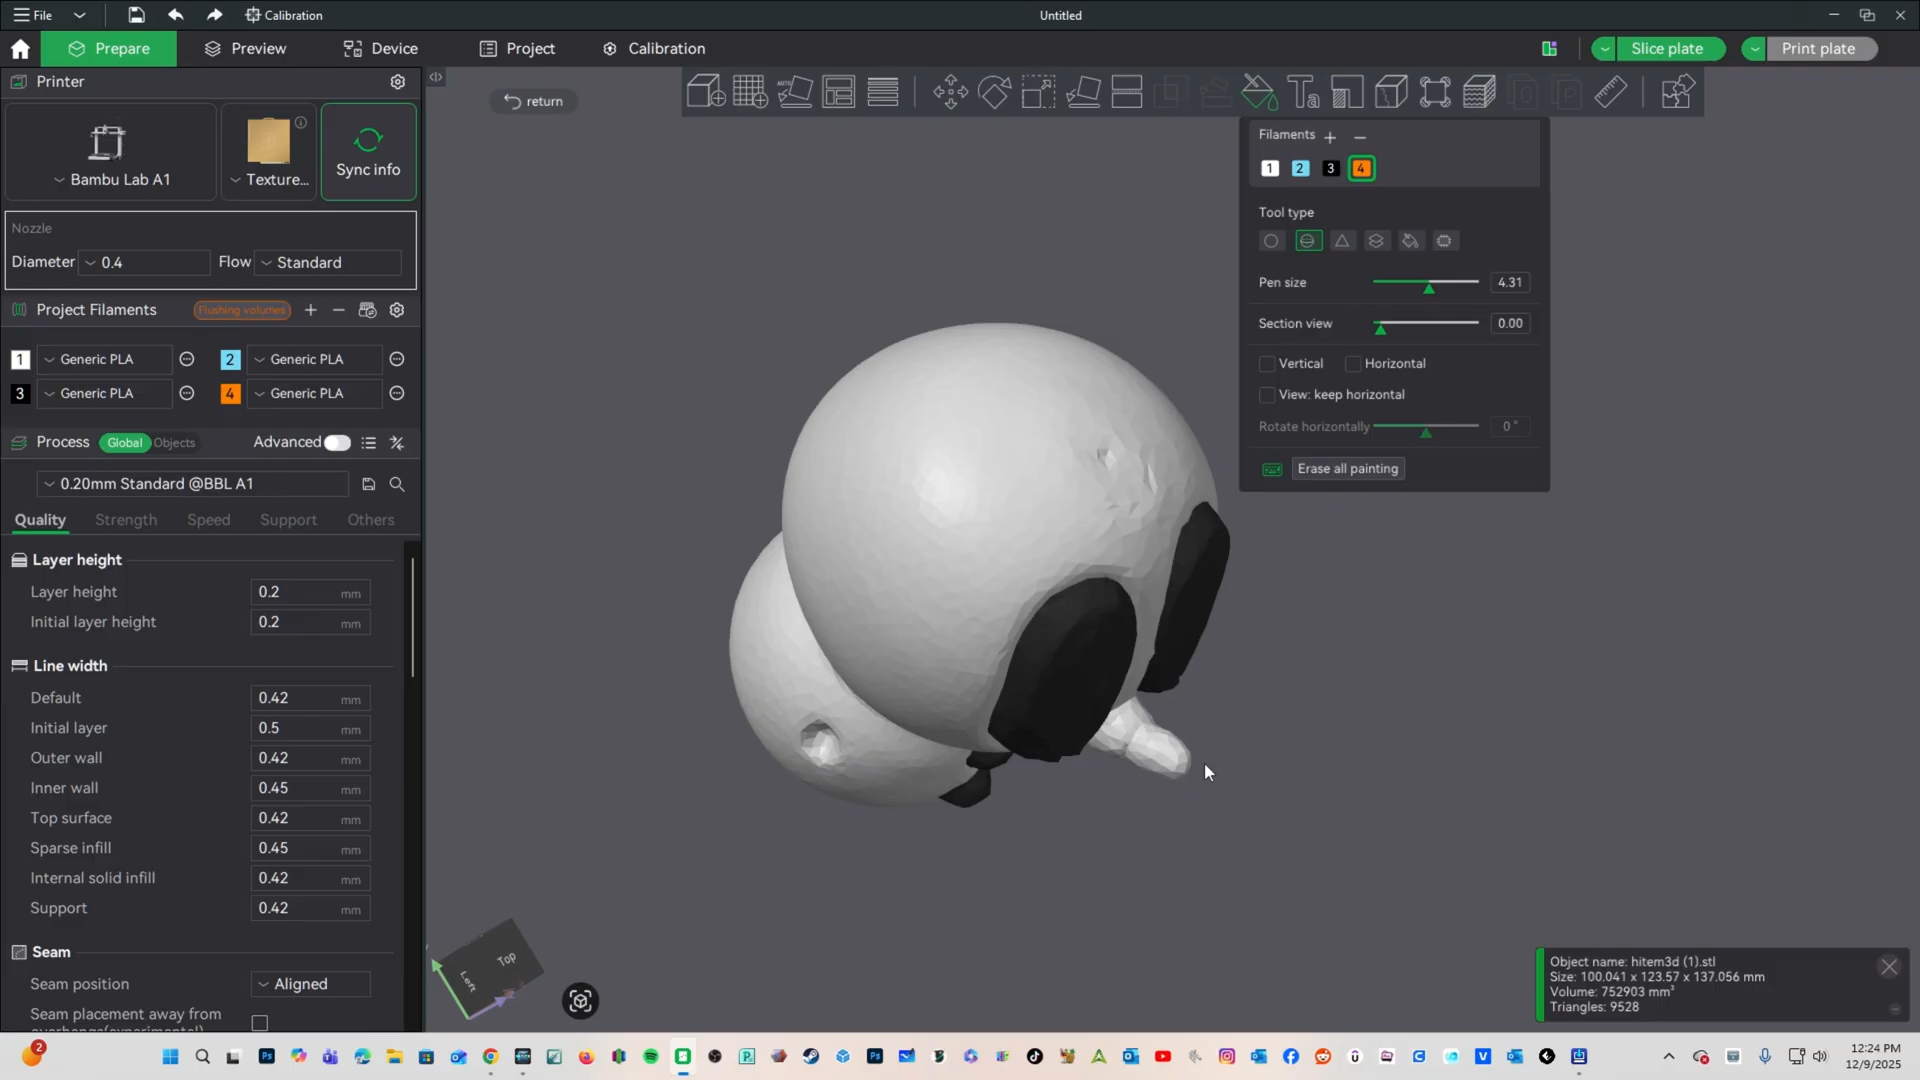 File
Calibration
Untitled
Prepare
Preview
Device
Project
Calibration
Slice plate
Print plate
Printer
return
Bambu Lab A1
Texture...
Sync info
Filaments + −
1 2 3 4
Nozzle
Diameter 0.4 Flow Standard
Tool type
Pen size 4.31
Section view 0.00
Vertical Horizontal
View: keep horizontal
Rotate horizontally 0 °
Erase all painting
Project Filaments Flushing volumes
1 Generic PLA 2 Generic PLA
3 Generic PLA 4 Generic PLA
Process Global Objects Advanced
0.20mm Standard @BBL A1
Quality Strength Speed Support Others
Layer height
Layer height 0.2 mm
Initial layer height 0.2 mm
Line width
Default 0.42 mm
Initial layer 0.5 mm
Outer wall 0.42 mm
Inner wall 0.45 mm
Top surface 0.42 mm
Sparse infill 0.45 mm
Internal solid infill 0.42 mm
Support 0.42 mm
Seam
Seam position Aligned
Seam placement away from
Left Top
Object name: hitem3d (1).stl
Size: 100.041 x 123.57 x 137.056 mm
Volume: 752903 mm³
Triangles: 9528
2
12:24 PM
12/9/2025